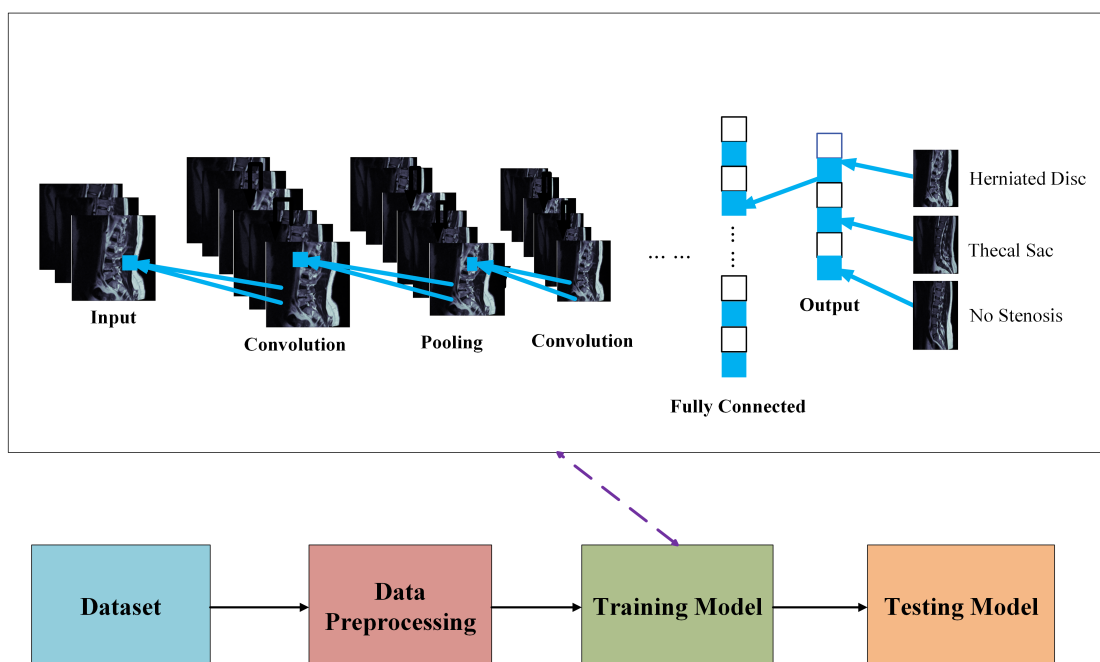 Herniated Disc
Thecal Sac
No Stenosis
Input
Convolution
Pooling
Convolution
... ...
Output
Fully Connected
Dataset
Data
Preprocessing
Training Model
Testing Model